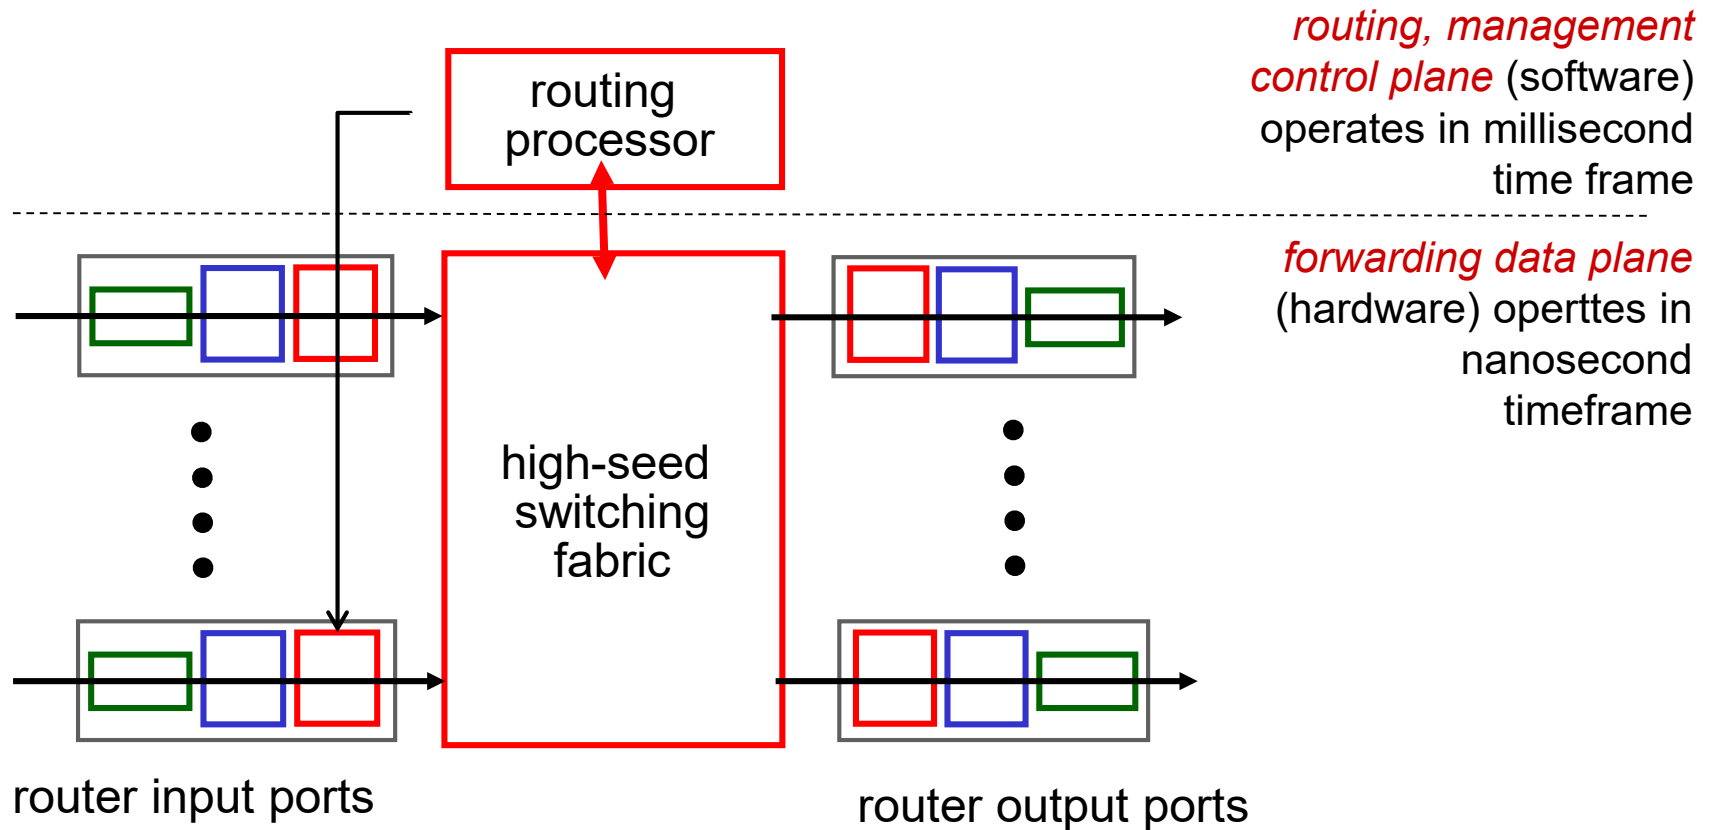 routing, management
control plane (software)
operates in millisecond
time frame
routing
processor
forwarding data plane
(hardware) operttes in
nanosecond
timeframe
high-seed
switching
fabric
router input ports
router output ports